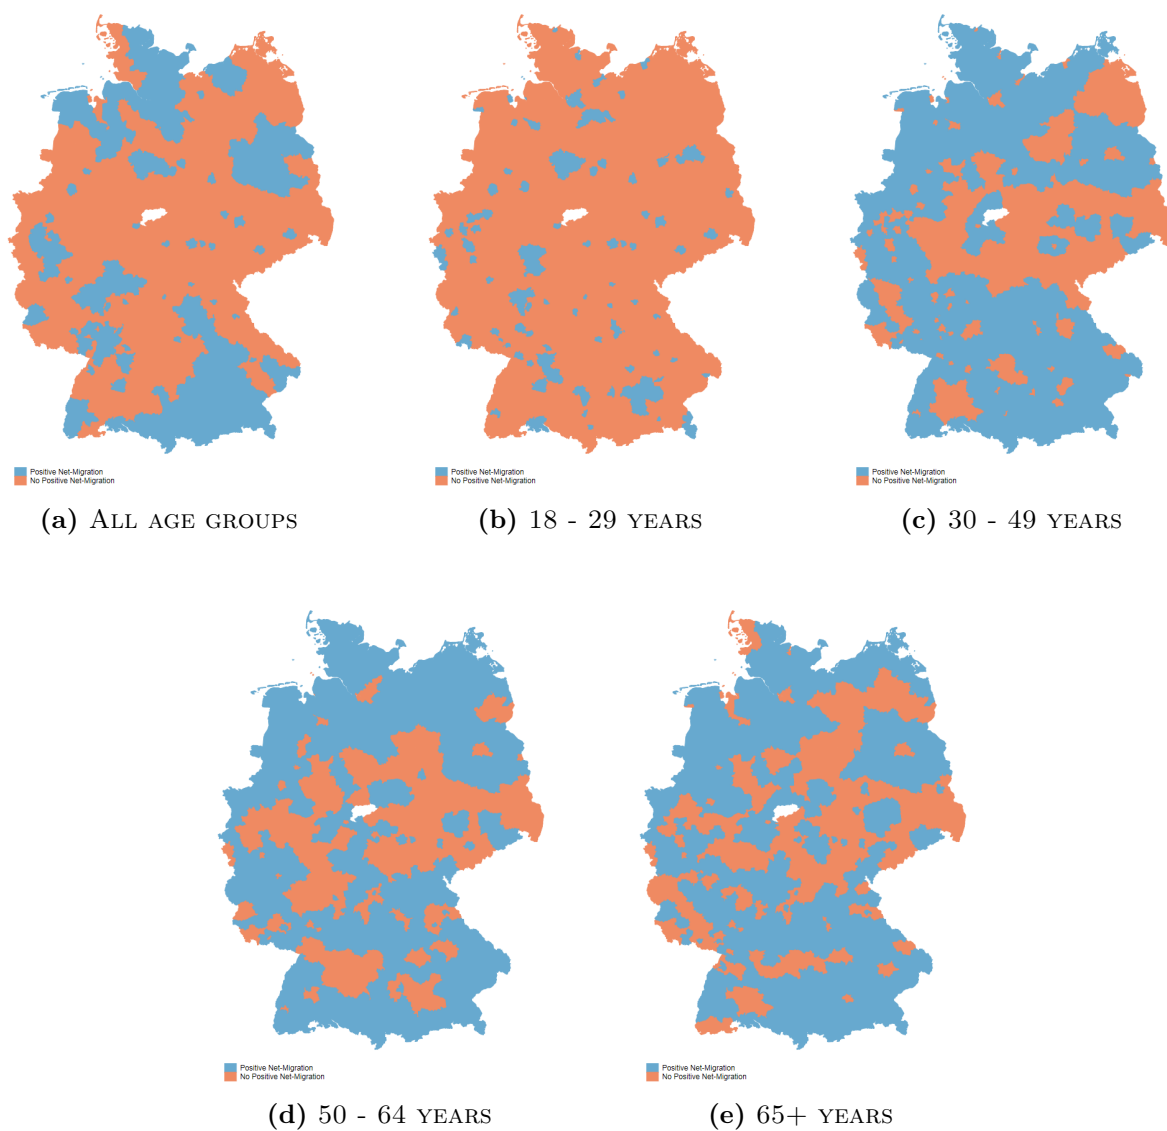 Positive Net-Migration
No Positive Net-Migration
Positive Net-Migration
No Positive Net-Migration
Positive Net-Migration
No Positive Net-Migration
(a) ALL AGE GROUPS
(b) 18 - 29 YEARS
(c) 30 - 49 YEARS
Positive Net-Migration
No Positive Net-Migration
Positive Net-Migration
No Positive Net-Migration
(d) 50 - 64 YEARS
(e) 65+ YEARS